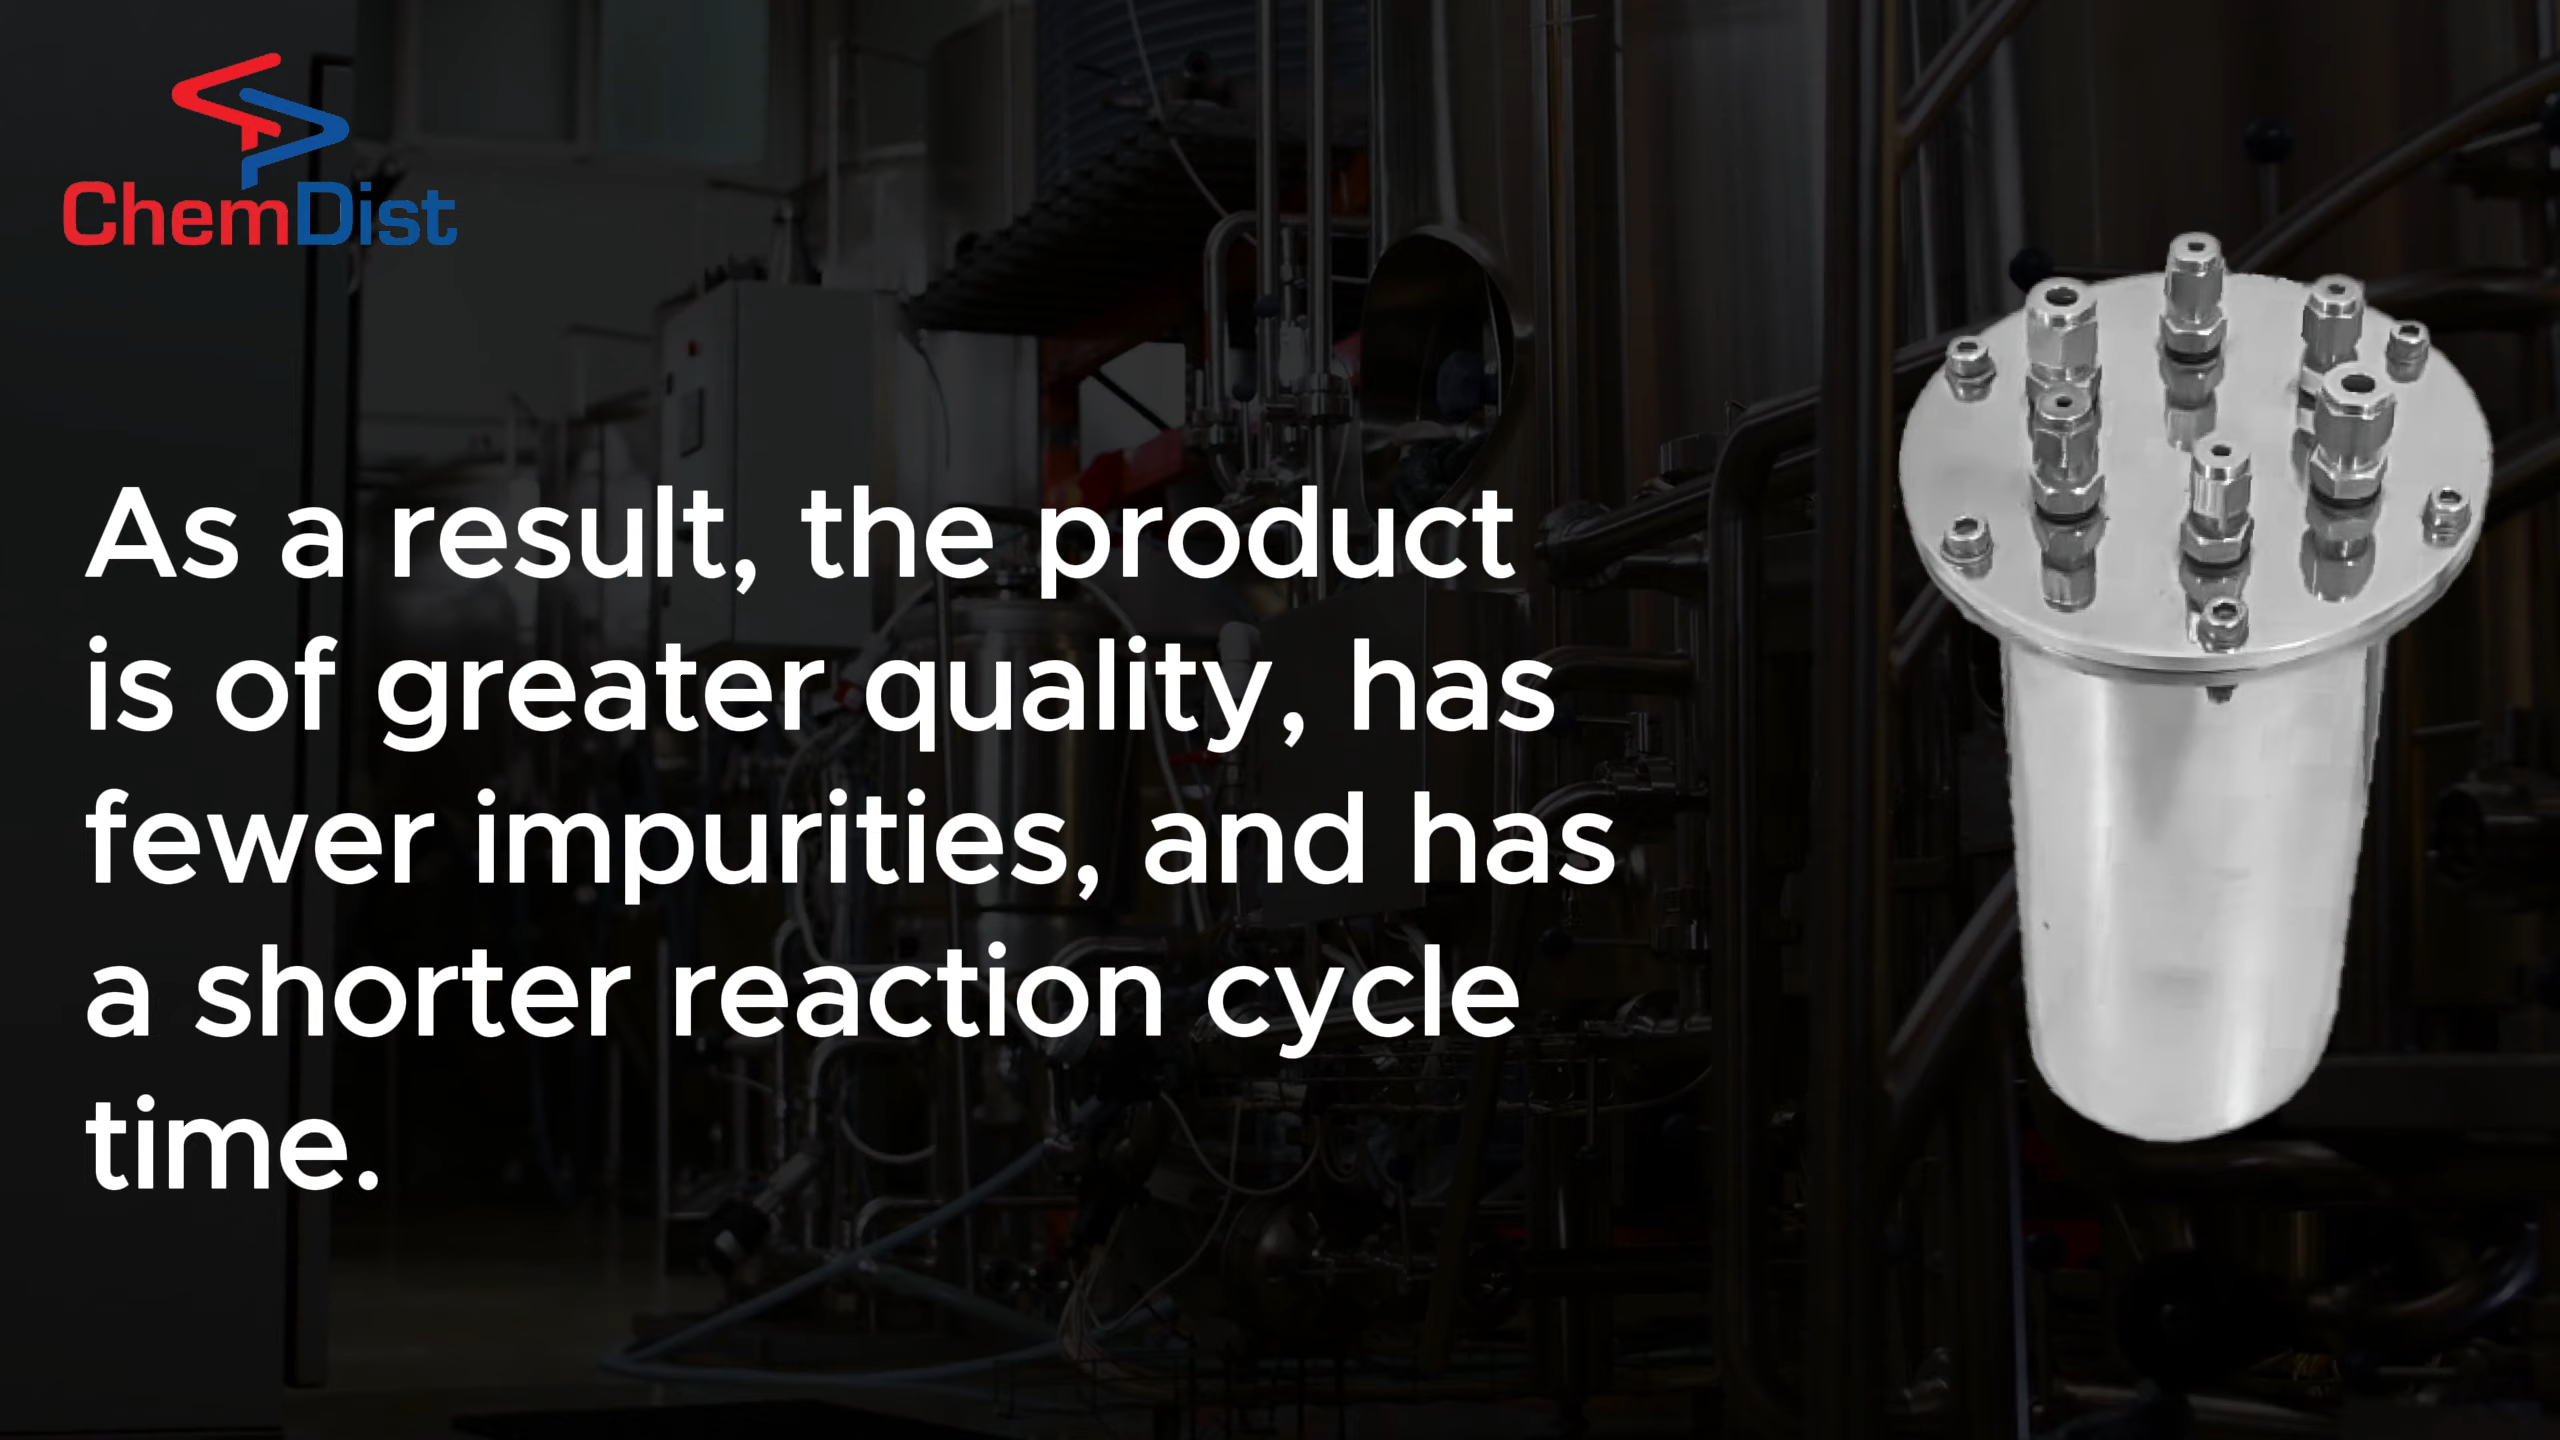 ChemDist
As a result, the product
is of greater quality, has
fewer impurities, and has
a shorter reaction cycle
time.